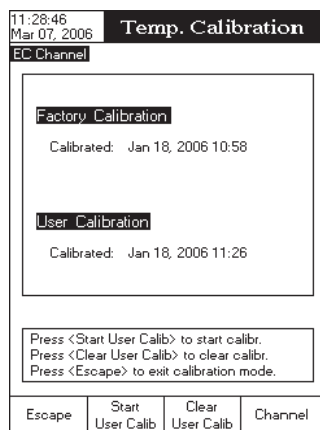 11:28:46
Mar 07, 2006
Temp. Calibration
EC Channel
Factory Calibration
Calibrated: Jan 18, 2006 10:58
User Calibration
Calibrated: Jan 18, 2006 11:26
Press <Start User Calib> to start calibr.
Press <Clear User Calib> to clear calibr.
Press <Escape> to exit calibration mode.
Escape
Start
User Calib
Clear
User Calib
Channel